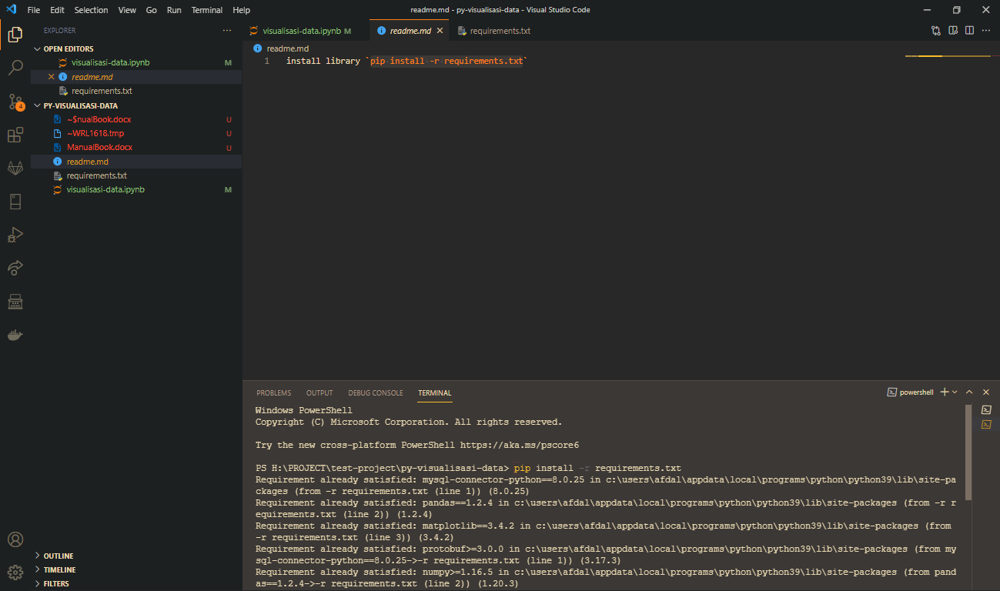 File Edit Selection View Go Run Terminal Help
readme.md - py-visualisasi-data - Visual Studio Code
EXPLORER
OPEN EDITORS
visualisasi-data.ipynb M
readme.md
requirements.txt
4
PY-VISUALISASI-DATA
~$nualBook.docx U
~WRL1618.tmp U
ManualBook.docx U
readme.md
requirements.txt
visualisasi-data.ipynb M
OUTLINE
TIMELINE
FILTERS
visualisasi-data.ipynb M readme.md requirements.txt
readme.md
1 install library `pip install -r requirements.txt`
PROBLEMS OUTPUT DEBUG CONSOLE TERMINAL
powershell
Windows PowerShell
Copyright (C) Microsoft Corporation. All rights reserved.
Try the new cross-platform PowerShell https://aka.ms/pscore6
PS H:\PROJECT\test-project\py-visualisasi-data> pip install -r requirements.txt
Requirement already satisfied: mysql-connector-python==8.0.25 in c:\users\afdal\appdata\local\programs\python\python39\lib\site-pa
ckages (from -r requirements.txt (line 1)) (8.0.25)
Requirement already satisfied: pandas==1.2.4 in c:\users\afdal\appdata\local\programs\python\python39\lib\site-packages (from -r r
equirements.txt (line 2)) (1.2.4)
Requirement already satisfied: matplotlib==3.4.2 in c:\users\afdal\appdata\local\programs\python\python39\lib\site-packages (from
-r requirements.txt (line 3)) (3.4.2)
Requirement already satisfied: protobuf>=3.0.0 in c:\users\afdal\appdata\local\programs\python\python39\lib\site-packages (from my
sql-connector-python==8.0.25->-r requirements.txt (line 1)) (3.17.3)
Requirement already satisfied: numpy>=1.16.5 in c:\users\afdal\appdata\local\programs\python\python39\lib\site-packages (from pand
as==1.2.4->-r requirements.txt (line 2)) (1.20.3)